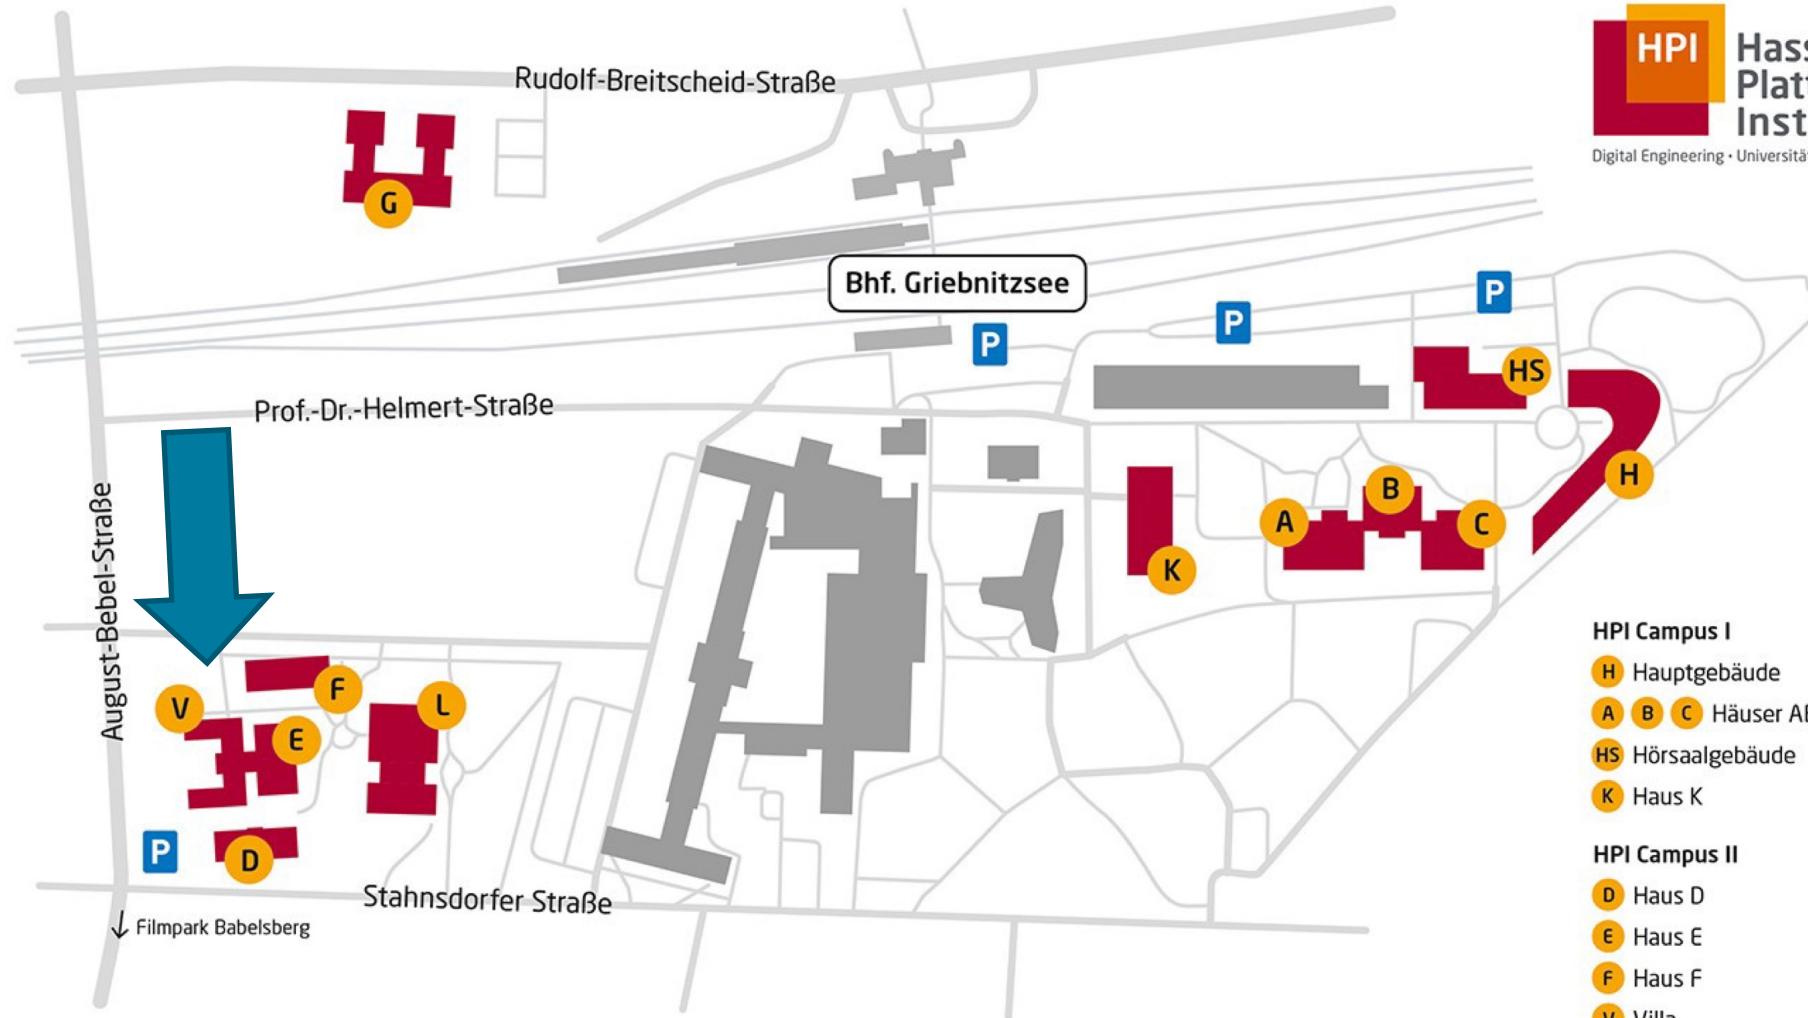 Rudolf-Breitscheid-Straße
HPI
Digital Engineering •
G
Bhf. Griebnitzsee
P
P
P
HS
Prof.-Dr.-Helmert-Straße
H
B
A
C
K
August-Bebel-Straße
V
F
L
E
P
D
Stahnsdorfer Straße
↓ Filmpark Babelsberg
HPI Campus I
H Hauptgebäude
A B C Häuser
HS Hörsaalgebäude
K Haus K
HPI Campus II
D Haus D
E Haus E
F Haus F
V Villa